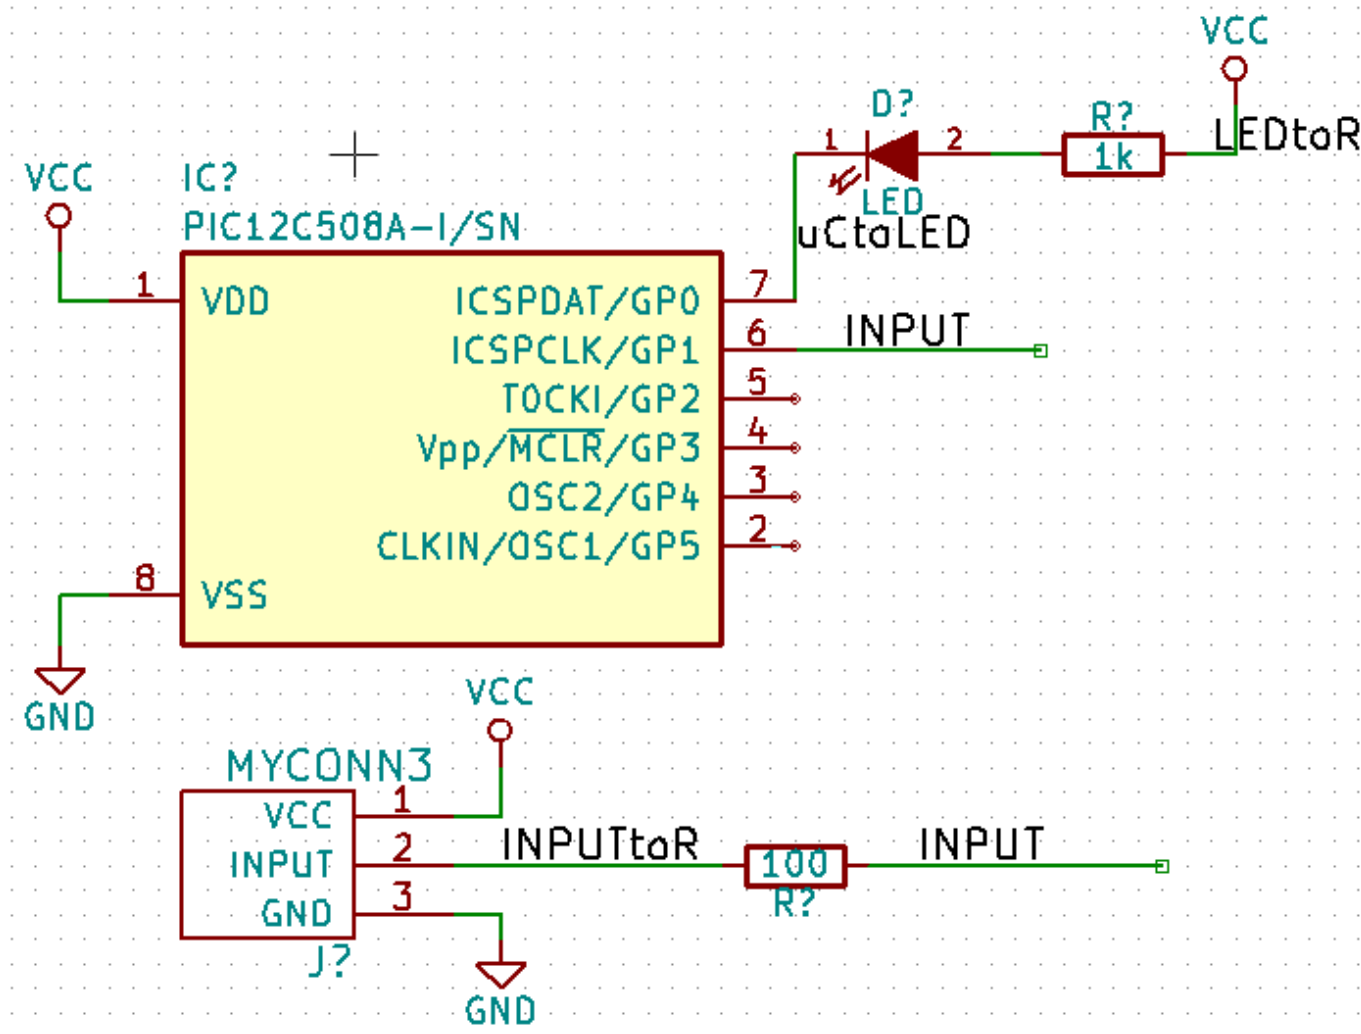 VCC
D?
R?
1 2 1k LEDtoR
LED
uCtoLED
VCC
IC?
PIC12C508A-I/SN
1 VDD ICSPDAT/GP0 7
ICSPCLK/GP1 6 INPUT
T0CKI/GP2 5
Vpp/MCLR/GP3 4
OSC2/GP4 3
CLKIN/OSC1/GP5 2
8 VSS
GND
VCC
MYCONN3
VCC 1
INPUT 2 INPUTtoR 100 INPUT
R?
GND 3
J?
GND